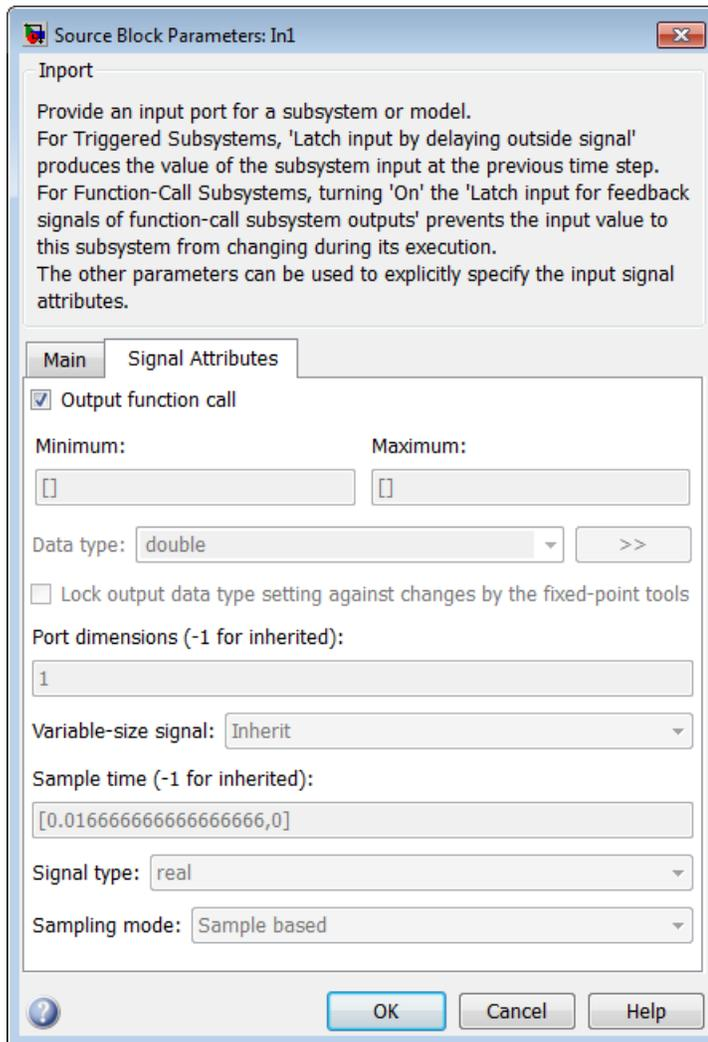 Source Block Parameters: In1
Inport
Provide an input port for a subsystem or model.
For Triggered Subsystems, 'Latch input by delaying outside signal'
produces the value of the subsystem input at the previous time step.
For Function-Call Subsystems, turning 'On' the 'Latch input for feedback
signals of function-call subsystem outputs' prevents the input value to
this subsystem from changing during its execution.
The other parameters can be used to explicitly specify the input signal
attributes.
Main Signal Attributes
Output function call
Minimum: Maximum:
[] []
Data type: double >>
Lock output data type setting against changes by the fixed-point tools
Port dimensions (-1 for inherited):
1
Variable-size signal: Inherit
Sample time (-1 for inherited):
[0.016666666666666666,0]
Signal type: real
Sampling mode: Sample based
? OK Cancel Help